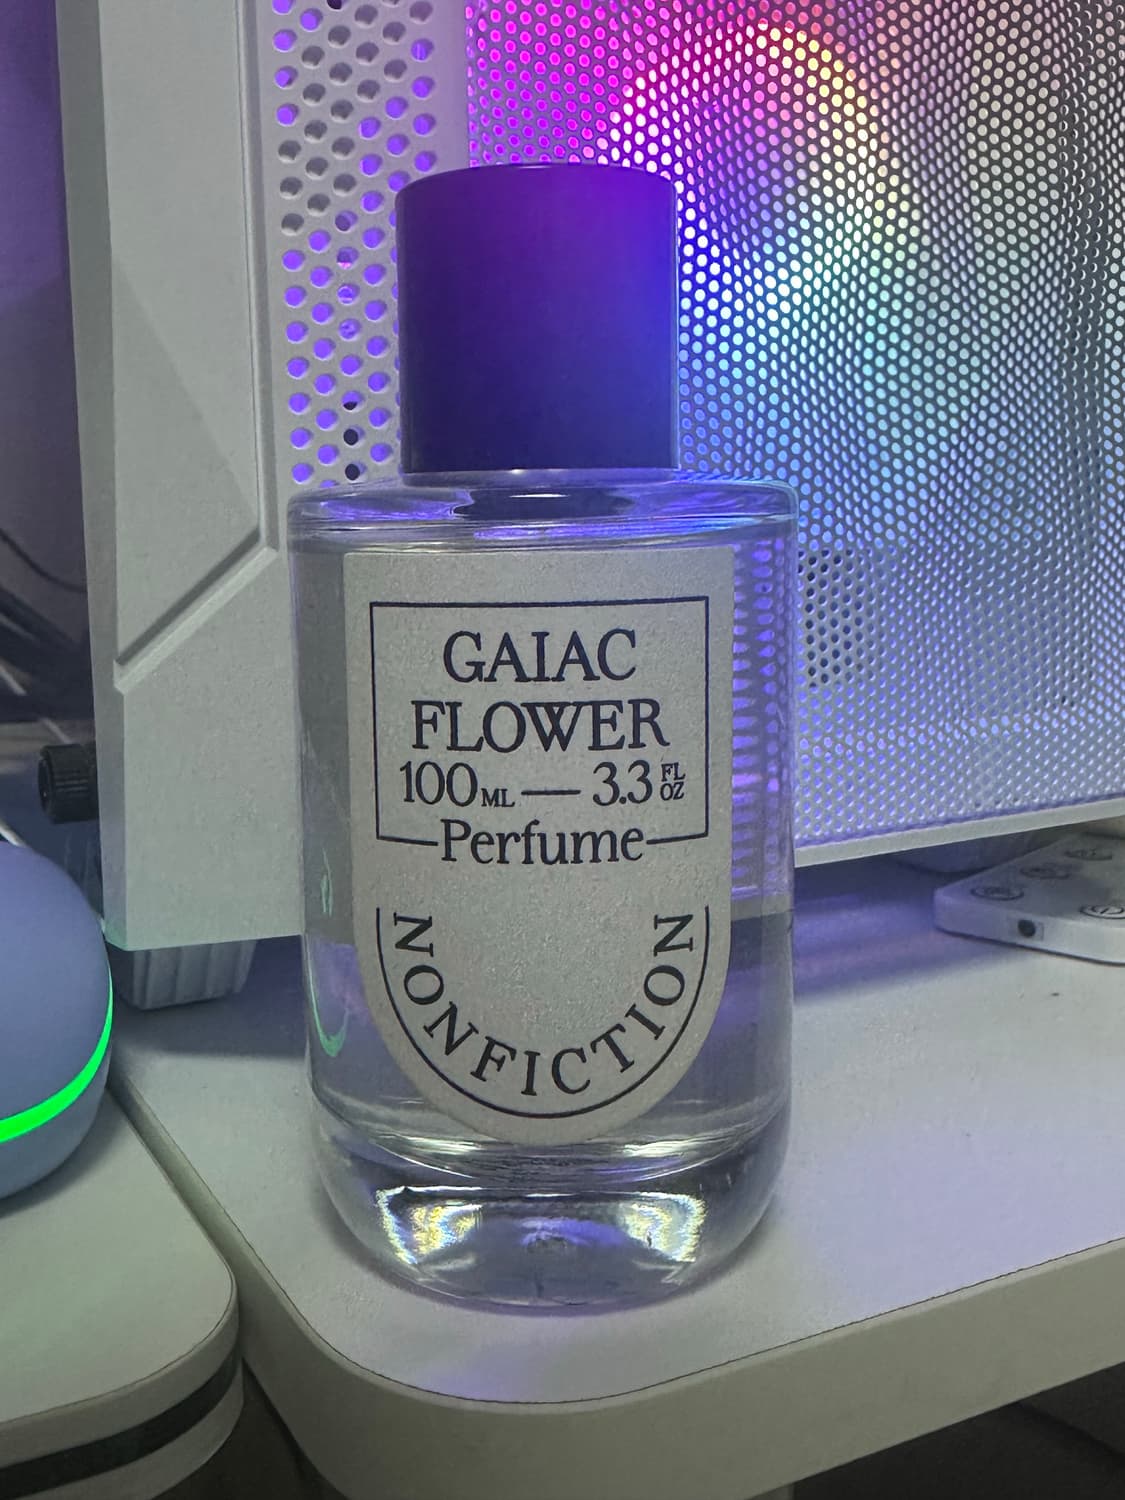 GAIAC
FLOWER
100ML — 3.3 FL OZ
Perfume
NONFICTION